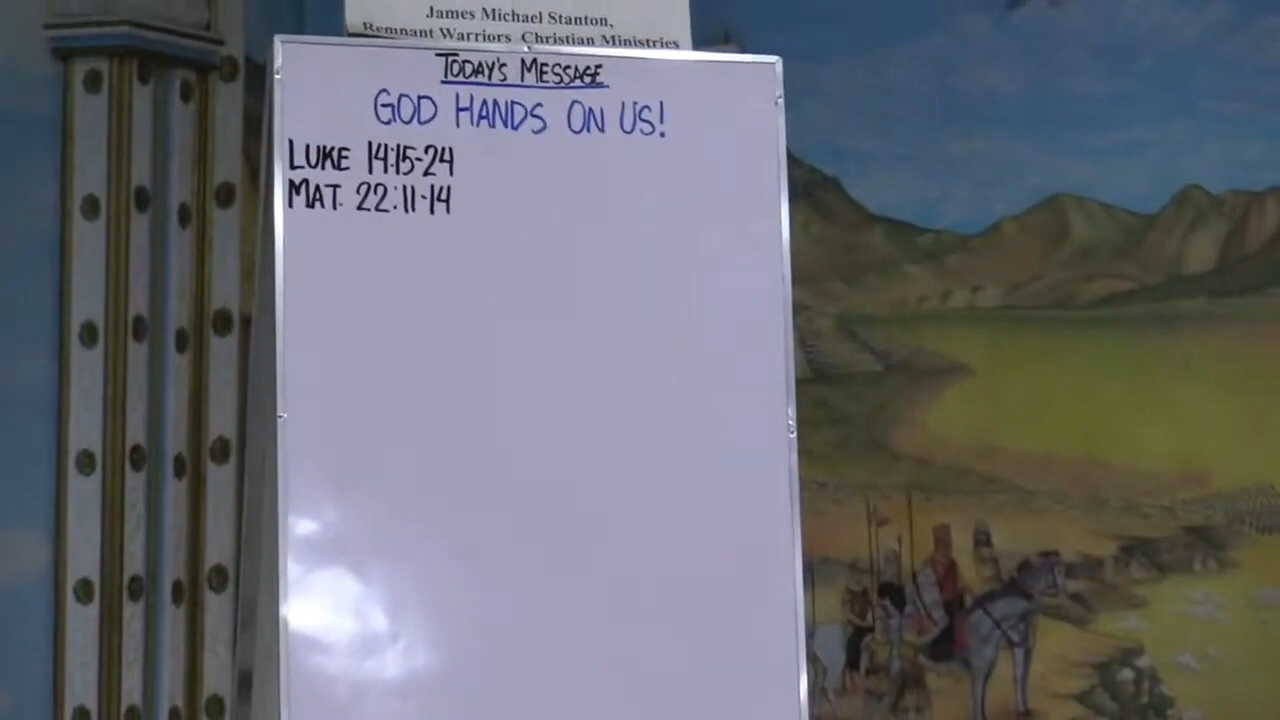 James Michael Stanton,
Remnant Warriors Christian Ministries
TODAY'S MESSAGE
GOD HANDS ON US!
LUKE 14:15-24
MAT. 22:11-14